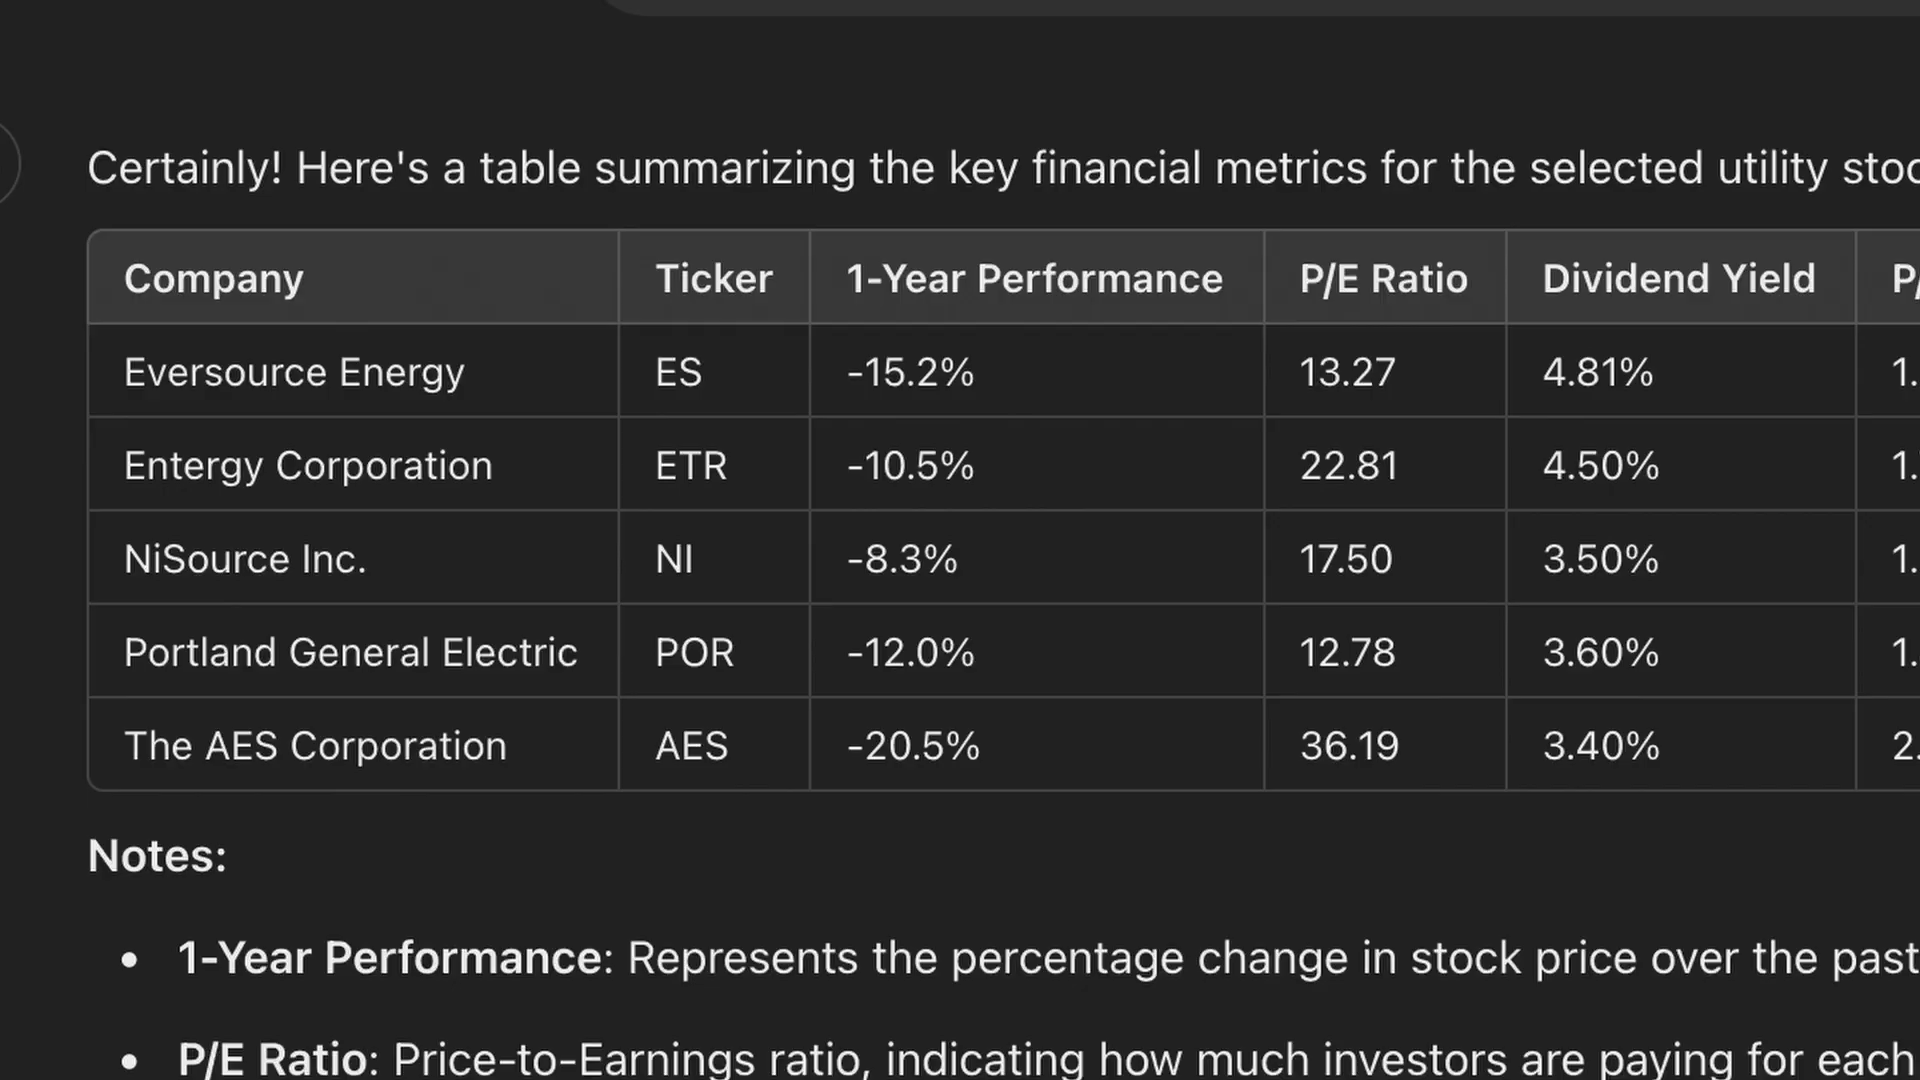 Certainly! Here's a table summarizing the key financial metrics for the selected utility
Company Ticker 1-Year Performance P/E Ratio Dividend Yield
Eversource Energy ES -15.2% 13.27 4.81% 1.
Entergy Corporation ETR -10.5% 22.81 4.50% 1.
NiSource Inc. NI -8.3% 17.50 3.50% 1.
Portland General Electric POR -12.0% 12.78 3.60% 1.
The AES Corporation AES -20.5% 36.19 3.40% 2.
Notes:
• 1-Year Performance: Represents the percentage change in stock price over the past
• P/E Ratio: Price-to-Earnings ratio, indicating how much investors are paying for each